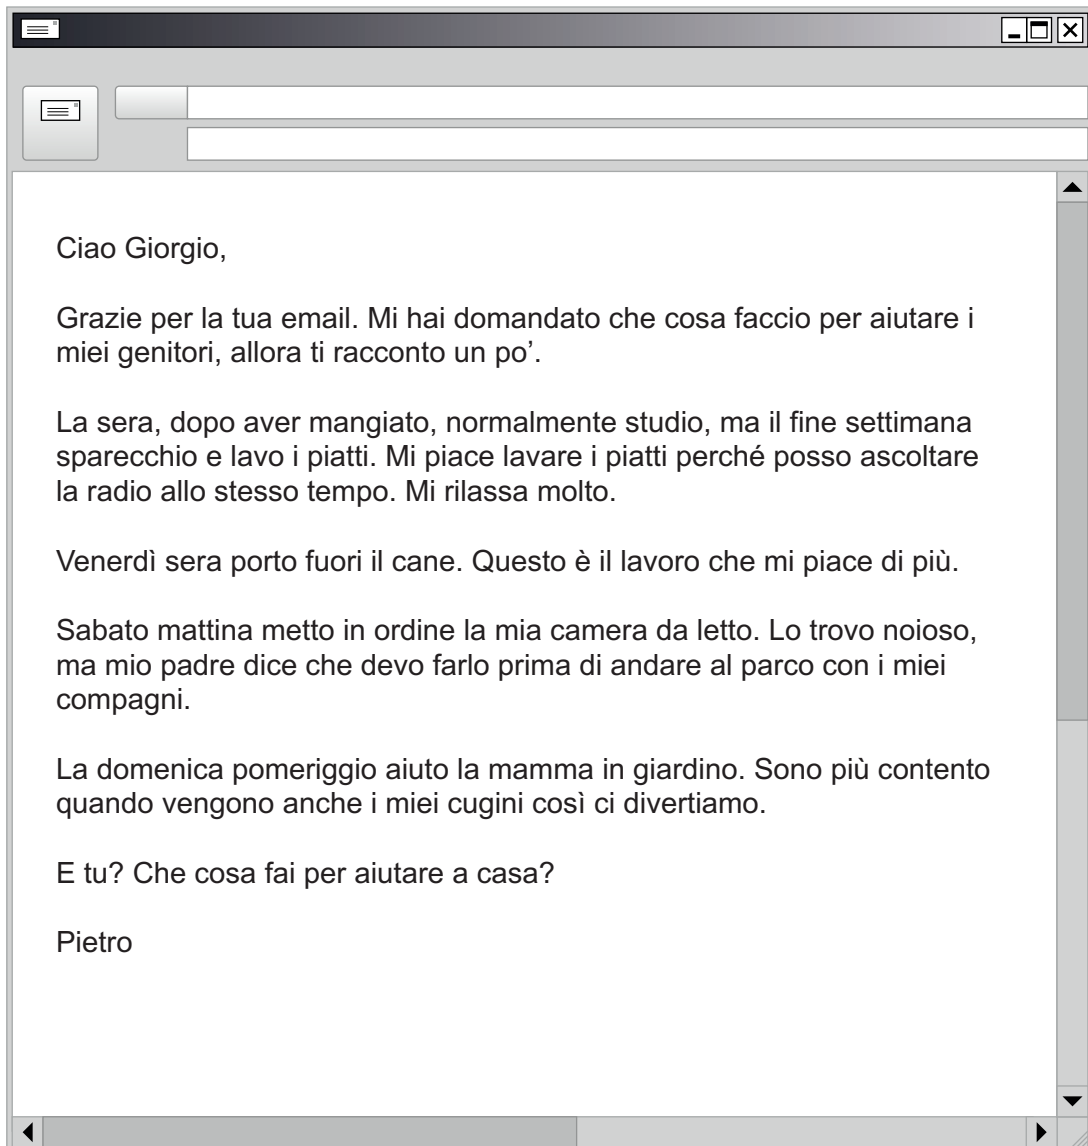 Ciao Giorgio,
Grazie per la tua email. Mi hai domandato che cosa faccio per aiutare i
miei genitori, allora ti racconto un po’.
La sera, dopo aver mangiato, normalmente studio, ma il fine settimana
sparecchio e lavo i piatti. Mi piace lavare i piatti perché posso ascoltare
la radio allo stesso tempo. Mi rilassa molto.
Venerdì sera porto fuori il cane. Questo è il lavoro che mi piace di più.
Sabato mattina metto in ordine la mia camera da letto. Lo trovo noioso,
ma mio padre dice che devo farlo prima di andare al parco con i miei
compagni.
La domenica pomeriggio aiuto la mamma in giardino. Sono più contento
quando vengono anche i miei cugini così ci divertiamo.
E tu? Che cosa fai per aiutare a casa?
Pietro